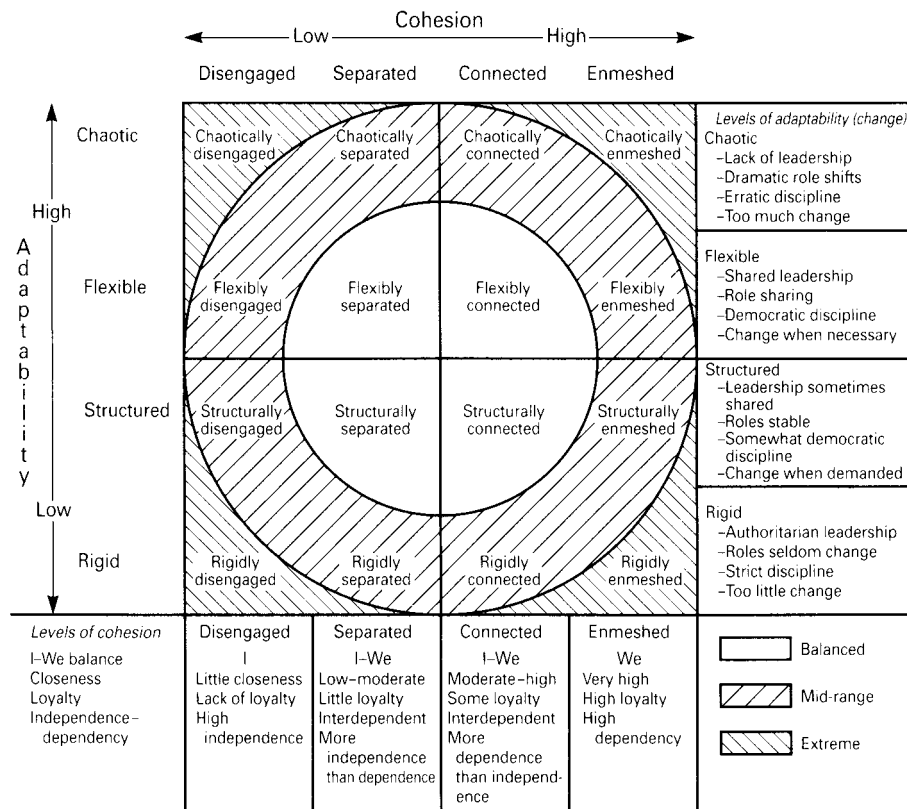 Cohesion
Low High
Disengaged Separated Connected Enmeshed
High
Adaptability
Low
Chaotic
Flexible
Structured
Rigid
Chaotically
disengaged
Chaotically
separated
Chaotically
connected
Chaotically
enmeshed
Flexibly
disengaged
Flexibly
separated
Flexibly
connected
Flexibly
enmeshed
Structurally
disengaged
Structurally
separated
Structurally
connected
Structurally
enmeshed
Rigidly
disengaged
Rigidly
separated
Rigidly
connected
Rigidly
enmeshed
Levels of adaptability (change)
Chaotic
–Lack of leadership
–Dramatic role shifts
–Erratic discipline
–Too much change
Flexible
–Shared leadership
–Role sharing
–Democratic discipline
–Change when necessary
Structured
–Leadership sometimes
shared
–Roles stable
–Somewhat democratic
discipline
–Change when demanded
Rigid
–Authoritarian leadership
–Roles seldom change
–Strict discipline
–Too little change
Levels of cohesion
I–We balance
Closeness
Loyalty
Independence–
dependency
Disengaged
I
Little closeness
Lack of loyalty
High
independence
Separated
I–We
Low–moderate
Little loyalty
Interdependent
More
independence
than dependence
Connected
I–We
Moderate–high
Some loyalty
Interdependent
More
dependence
than independ-
ence
Enmeshed
We
Very high
High loyalty
High
dependency
Balanced
Mid-range
Extreme